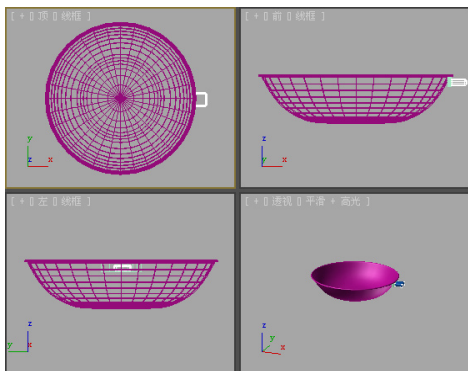 [ + ▯ 顶 ▯ 线框 ]
[ + ▯ 前 ▯ 线框 ]
y
z x
z
x
[ + ▯ 左 ▯ 线框 ]
[ + ▯ 透视 ▯ 平滑 + 高光 ]
z
y x
z
y
x